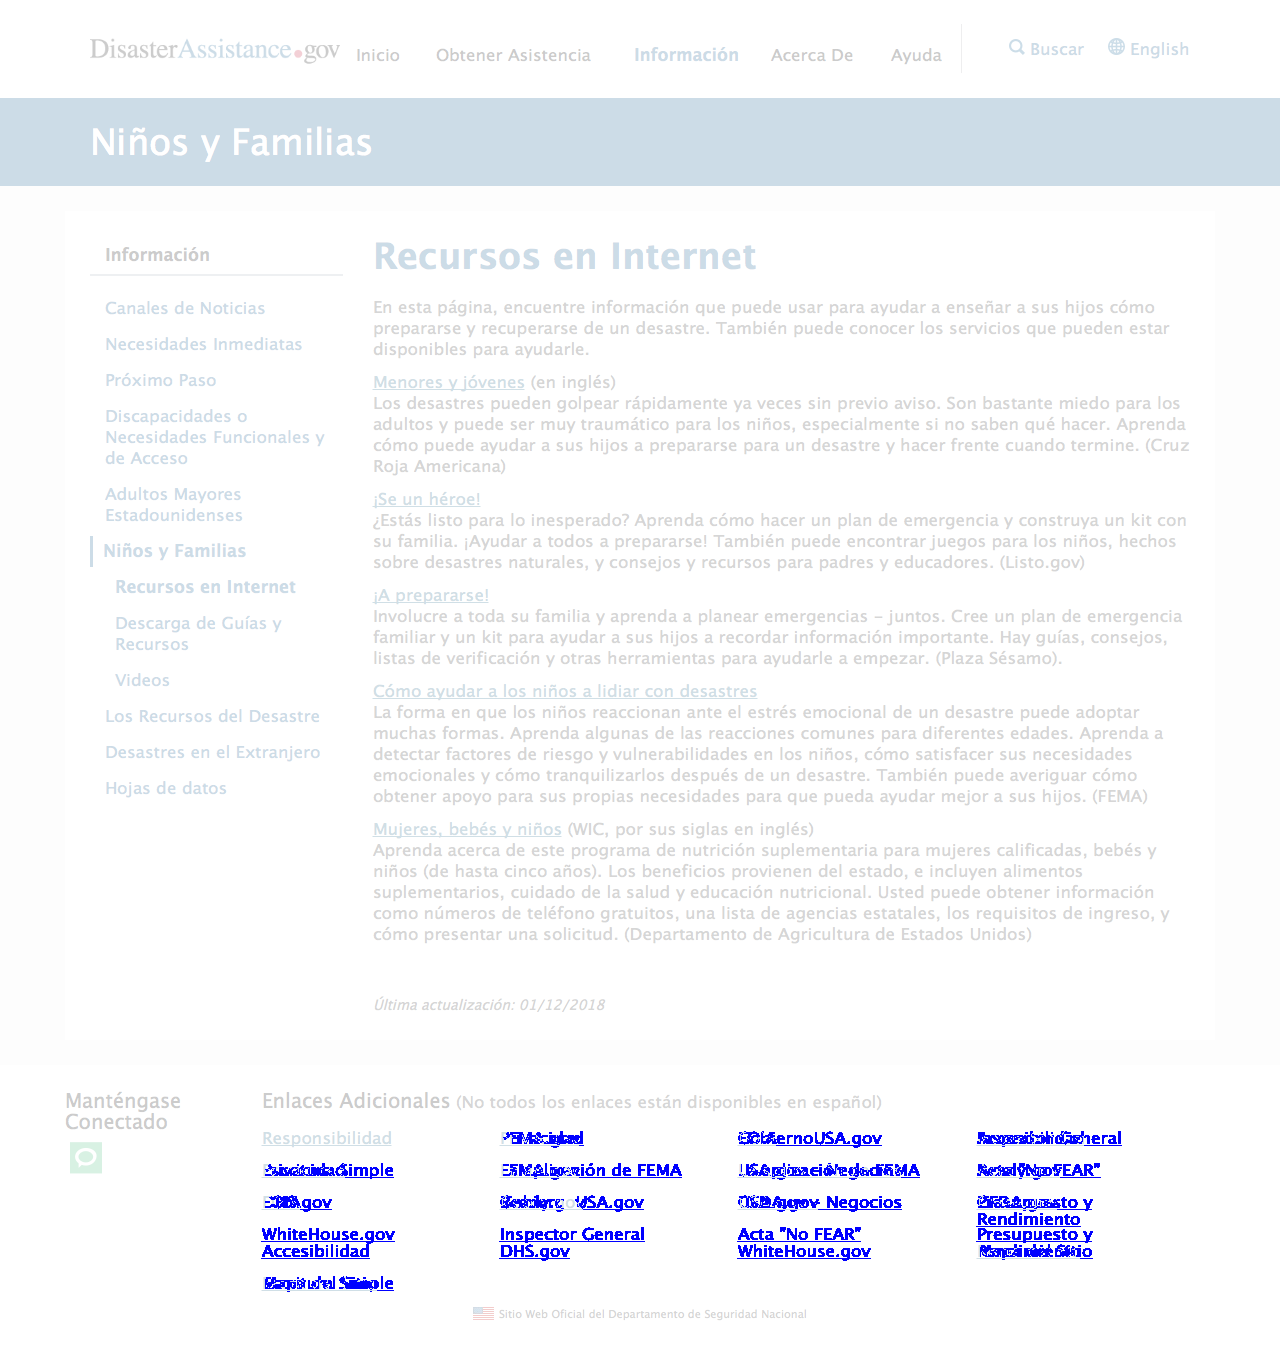 DisasterAssistance.gov
Inicio
Obtener Asistencia
Información
Acerca De
Ayuda
Buscar
English
Niños y Familias
Información
Canales de Noticias
Necesidades Inmediatas
Próximo Paso
Discapacidades o
Necesidades Funcionales y
de Acceso
Adultos Mayores
Estadounidenses
Niños y Familias
Recursos en Internet
Descarga de Guías y
Recursos
Videos
Los Recursos del Desastre
Desastres en el Extranjero
Hojas de datos
Recursos en Internet
En esta página, encuentre información que puede usar para ayudar a enseñar a sus hijos cómo
prepararse y recuperarse de un desastre. También puede conocer los servicios que pueden estar
disponibles para ayudarle.
Menores y jóvenes (en inglés)
Los desastres pueden golpear rápidamente ya veces sin previo aviso. Son bastante miedo para los
adultos y puede ser muy traumático para los niños, especialmente si no saben qué hacer. Aprenda
cómo puede ayudar a sus hijos a prepararse para un desastre y hacer frente cuando termine. (Cruz
Roja Americana)
¡Se un héroe!
¿Estás listo para lo inesperado? Aprenda cómo hacer un plan de emergencia y construya un kit con
su familia. ¡Ayudar a todos a prepararse! También puede encontrar juegos para los niños, hechos
sobre desastres naturales, y consejos y recursos para padres y educadores. (Listo.gov)
¡A prepararse!
Involucre a toda su familia y aprenda a planear emergencias – juntos. Cree un plan de emergencia
familiar y un kit para ayudar a sus hijos a recordar información importante. Hay guías, consejos,
listas de verificación y otras herramientas para ayudarle a empezar. (Plaza Sésamo).
Cómo ayudar a los niños a lidiar con desastres
La forma en que los niños reaccionan ante el estrés emocional de un desastre puede adoptar
muchas formas. Aprenda algunas de las reacciones comunes para diferentes edades. Aprenda a
detectar factores de riesgo y vulnerabilidades en los niños, cómo satisfacer sus necesidades
emocionales y cómo tranquilizarlos después de un desastre. También puede averiguar cómo
obtener apoyo para sus propias necesidades para que pueda ayudar mejor a sus hijos. (FEMA)
Mujeres, bebés y niños (WIC, por sus siglas en inglés)
Aprenda acerca de este programa de nutrición suplementaria para mujeres calificadas, bebés y
niños (de hasta cinco años). Los beneficios provienen del estado, e incluyen alimentos
suplementarios, cuidado de la salud y educación nutricional. Usted puede obtener información
como números de teléfono gratuitos, una lista de agencias estatales, los requisitos de ingreso, y
cómo presentar una solicitud. (Departamento de Agricultura de Estados Unidos)
Última actualización: 01/12/2018
Manténgase
Conectado
Enlaces Adicionales (No todos los enlaces están disponibles en español)
Responsibilidad
de FEMA
Negocios
Rendimiento
WhiteHouse.gov
Inspector General
Acta "No FEAR"
Presupuesto y
Accesibilidad
DHS.gov
WhiteHouse.gov
Sitio Web Oficial del Departamento de Seguridad Nacional